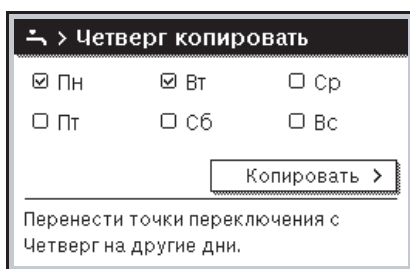 > Четверг копировать
Пн Вт Ср
Пт Сб Вс
Копировать >
Перенести точки переключения с
Четверг на другие дни.